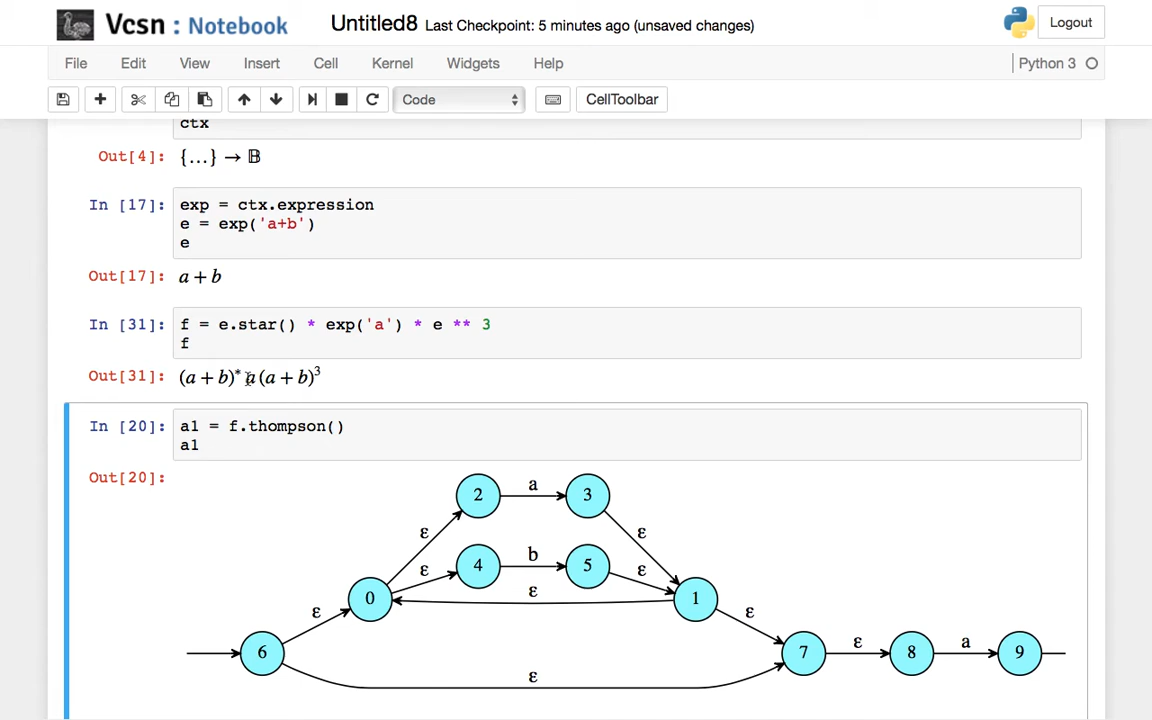 Vcsn : Notebook Untitled8 Last Checkpoint: 5 minutes ago (unsaved changes) Logout
File Edit View Insert Cell Kernel Widgets Help Python 3
Code CellToolbar
ctx
Out[4]: {…} → 𝔹
In [17]: exp = ctx.expression
e = exp('a+b')
e
Out[17]: a + b
In [31]: f = e.star() * exp('a') * e ** 3
f
Out[31]: (a + b)* a (a + b)³
In [20]: a1 = f.thompson()
a1
Out[20]:
2 a 3
ε ε
4 b 5
ε ε
0 ε 1
ε ε
6 7 ε 8 a 9
ε